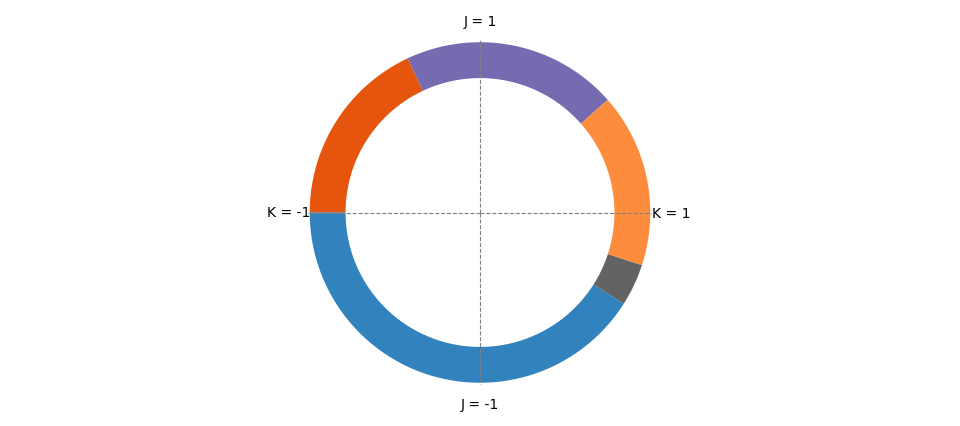 J = 1
K = -1
K = 1
J = -1